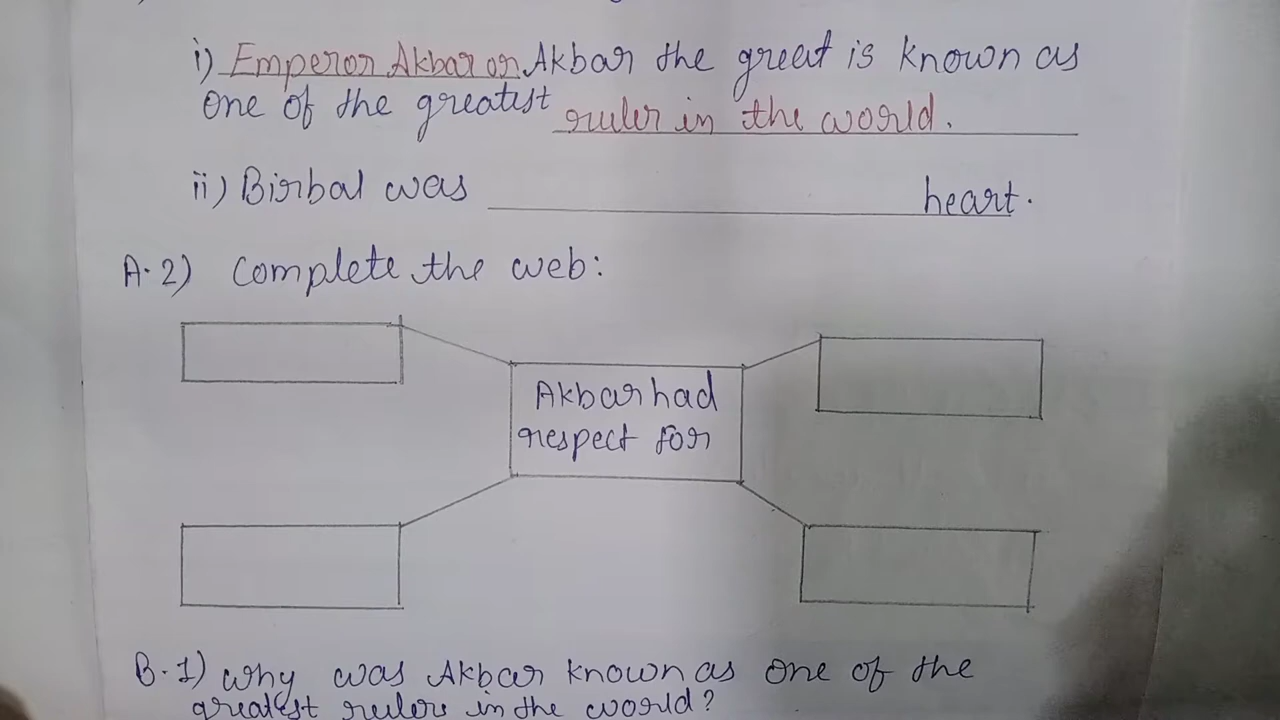 i) Emperor Akbar or Akbar the great is known as
one of the greatest ruler in the world.
ii) Birbal was heart.
A.2) Complete the web:
Akbar had
respect for
B.1) Why was Akbar known as one of the
greatest rulers in the world?